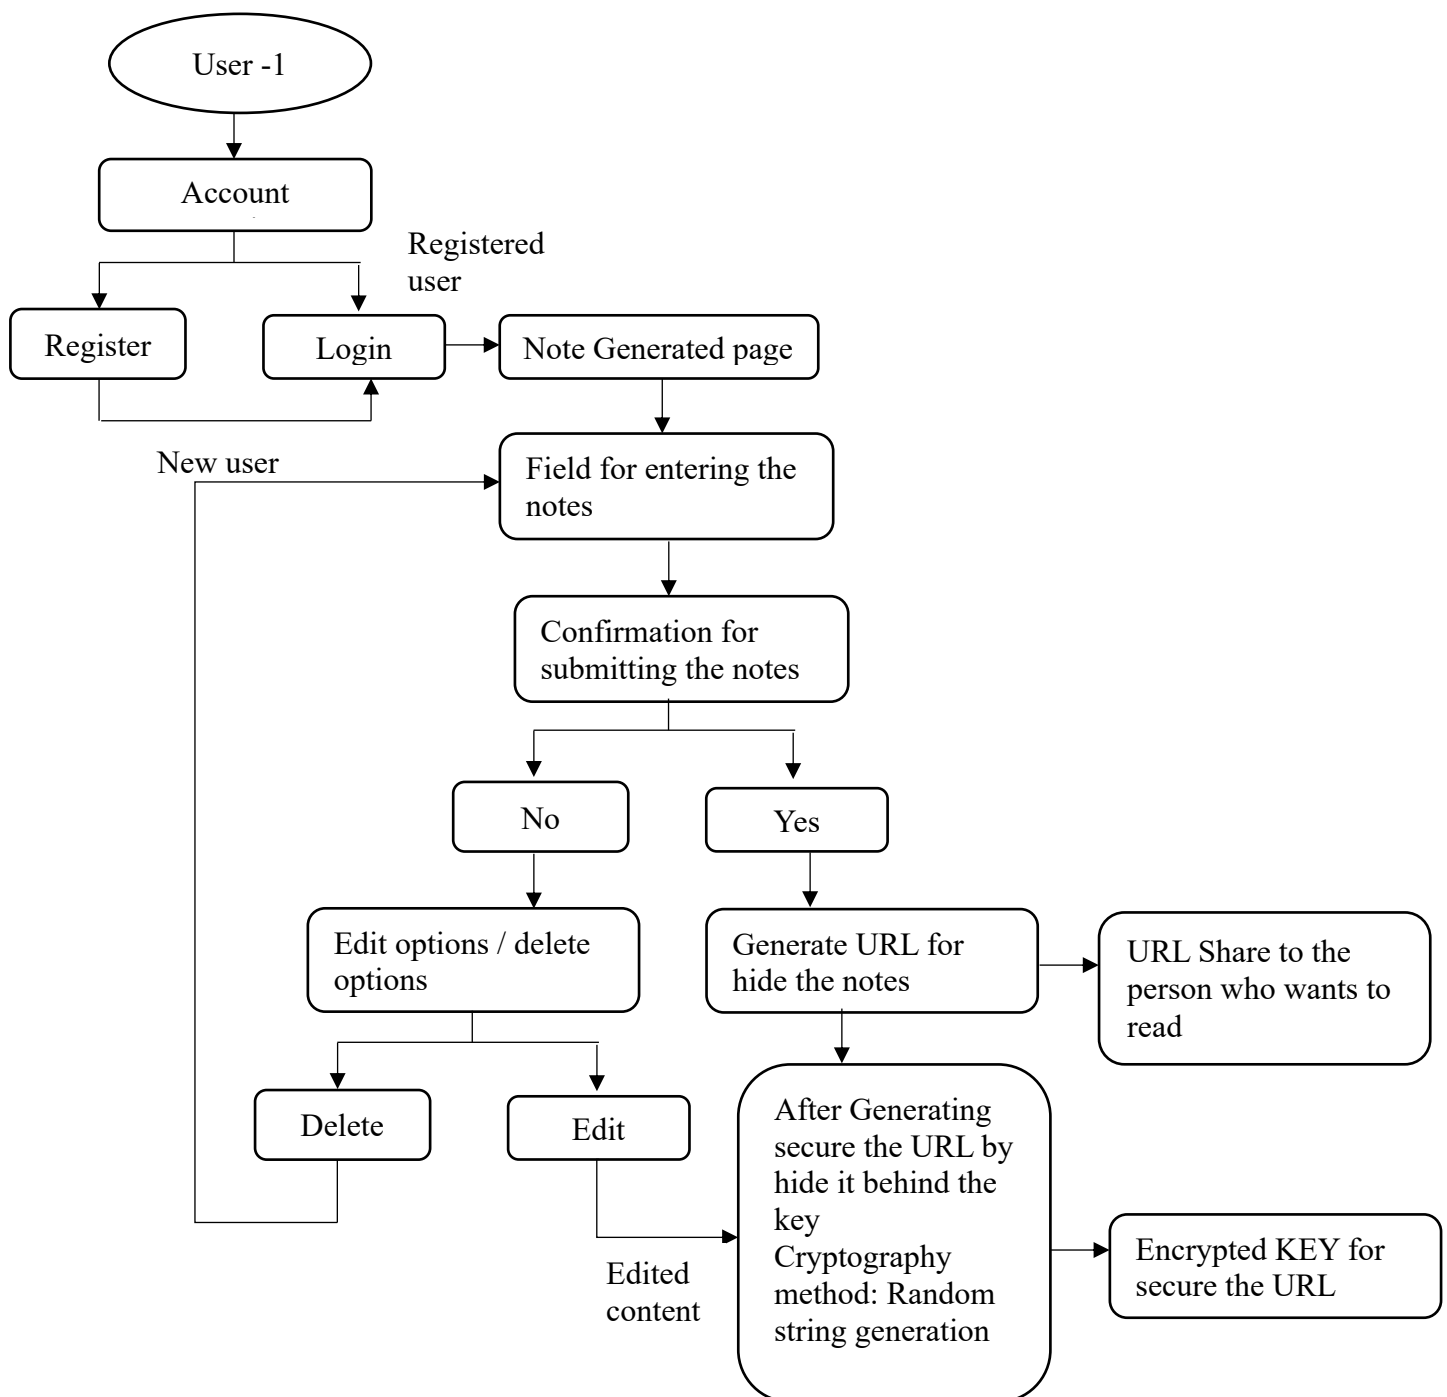 User -1
Account
Registered
user
Register
Login
Note Generated page
New user
Field for entering the
notes
Confirmation for
submitting the notes
No
Yes
Edit options / delete
options
Generate URL for
hide the notes
URL Share to the
person who wants to
read
Delete
Edit
After Generating
secure the URL by
hide it behind the
key
Cryptography
method: Random
string generation
Edited
content
Encrypted KEY for
secure the URL